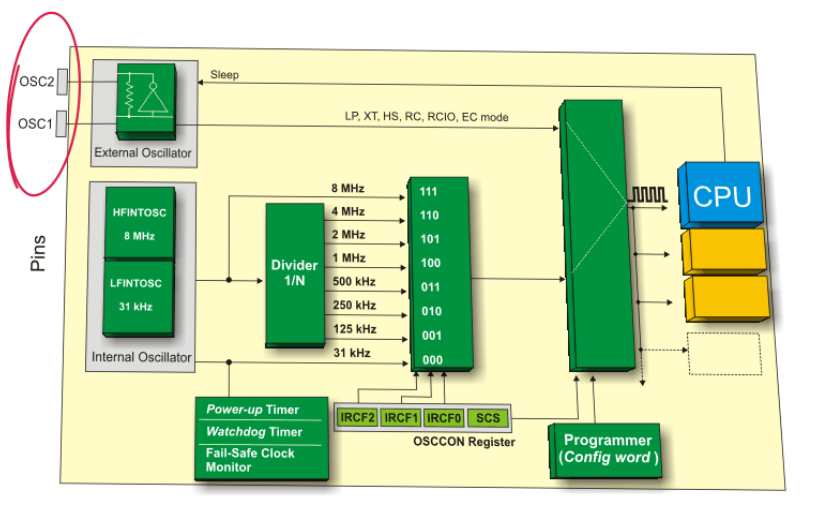 OSC2
OSC1
Pins
Sleep
LP, XT, HS, RC, RCIO, EC mode
External Oscillator
HFINTOSC
8 MHz
LFINTOSC
31 kHz
Internal Oscillator
Divider
1/N
8 MHz
4 MHz
2 MHz
1 MHz
500 kHz
250 kHz
125 kHz
31 kHz
111
110
101
100
011
010
001
000
CPU
Power-up Timer
Watchdog Timer
Fail-Safe Clock
Monitor
IRCF2 IRCF1 IRCF0 SCS
OSCCON Register
Programmer
(Config word )